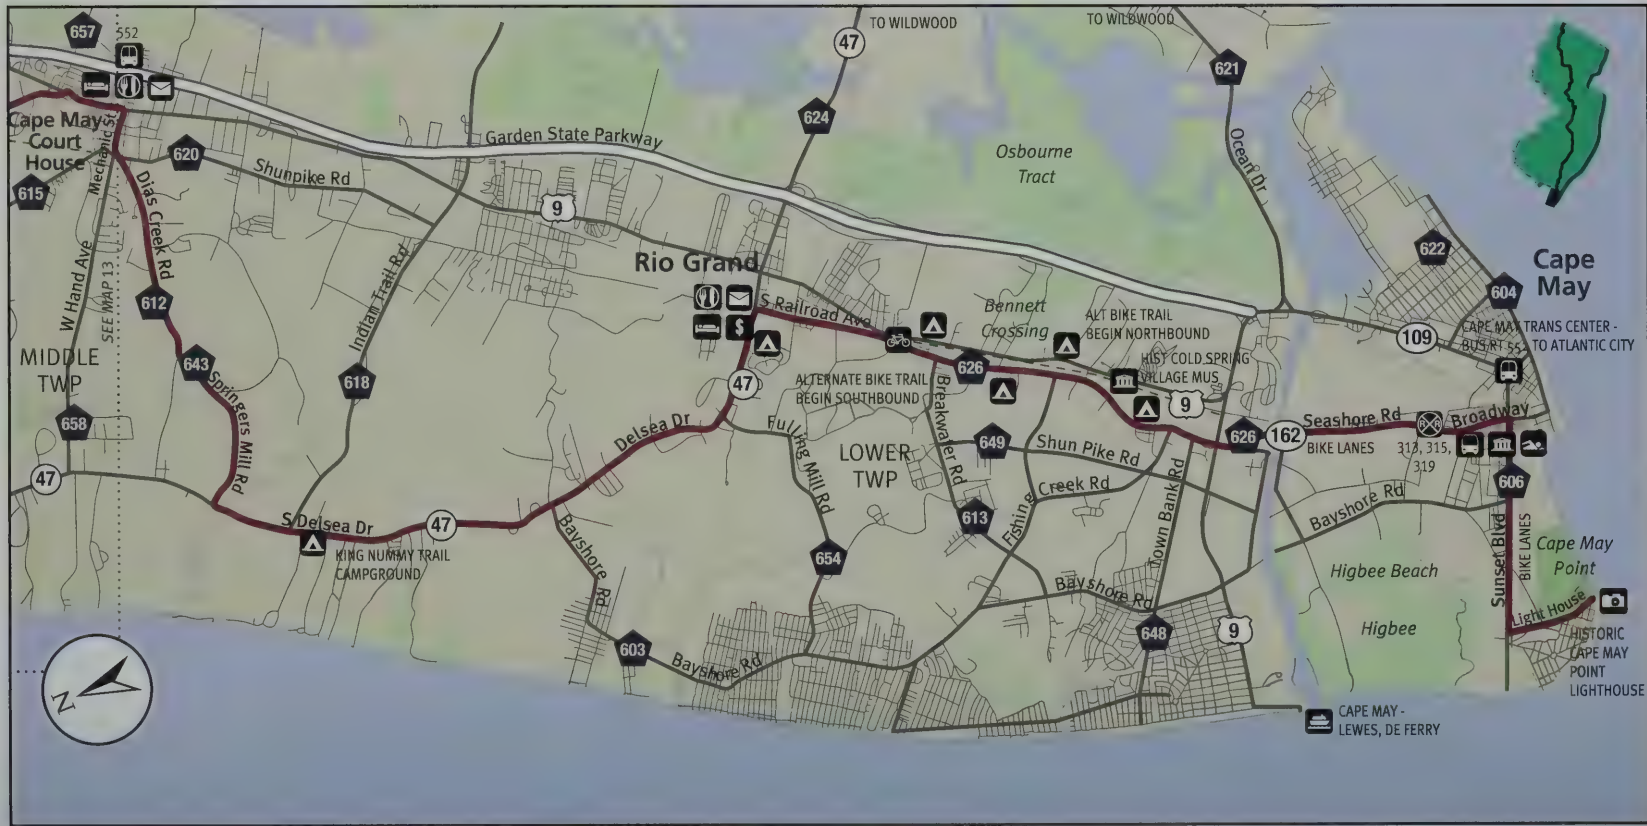 657
552
47
TO WILDWOOD
TO WILDWOOD
621
Cape May
Court
House
Mechanic St
620
Shunpike Rd
Garden State Parkway
624
Osbourne
Tract
Ocean Dr
615
Dias Creek Rd
9
622
W Hand Ave
SEE MAP 13
Indian Trail Rd
Rio Grand
Cape
May
604
612
S Railroad Ave
Bennett
Crossing
ALT BIKE TRAIL
BEGIN NORTHBOUND
109
CAPE MAY TRANS CENTER -
BUS RT 552 TO ATLANTIC CITY
$
MIDDLE
TWP
643
Springers Mill Rd
618
47
ALTERNATE BIKE TRAIL
BEGIN SOUTHBOUND
626
HIST COLD SPRING
VILLAGE MUS
9
658
Delsea Dr
Fulling Mill Rd
Breakwater Rd
649
Shun Pike Rd
626
162
Seashore Rd
R R
Broadway
BIKE LANES
313, 315,
319
LOWER
TWP
47
S Delsea Dr
47
KING NUMMY TRAIL
CAMPGROUND
Bayshore Rd
654
613
Fishing
Creek Rd
Town Bank Rd
Bayshore Rd
606
Sunset Blvd
BIKE LANES
Cape May
Point
Higbee Beach
Higbee
Bayshore Rd
648
9
Light House
HISTORIC
CAPE MAY
POINT
LIGHTHOUSE
603
Bayshore Rd
N
CAPE MAY -
LEWES, DE FERRY